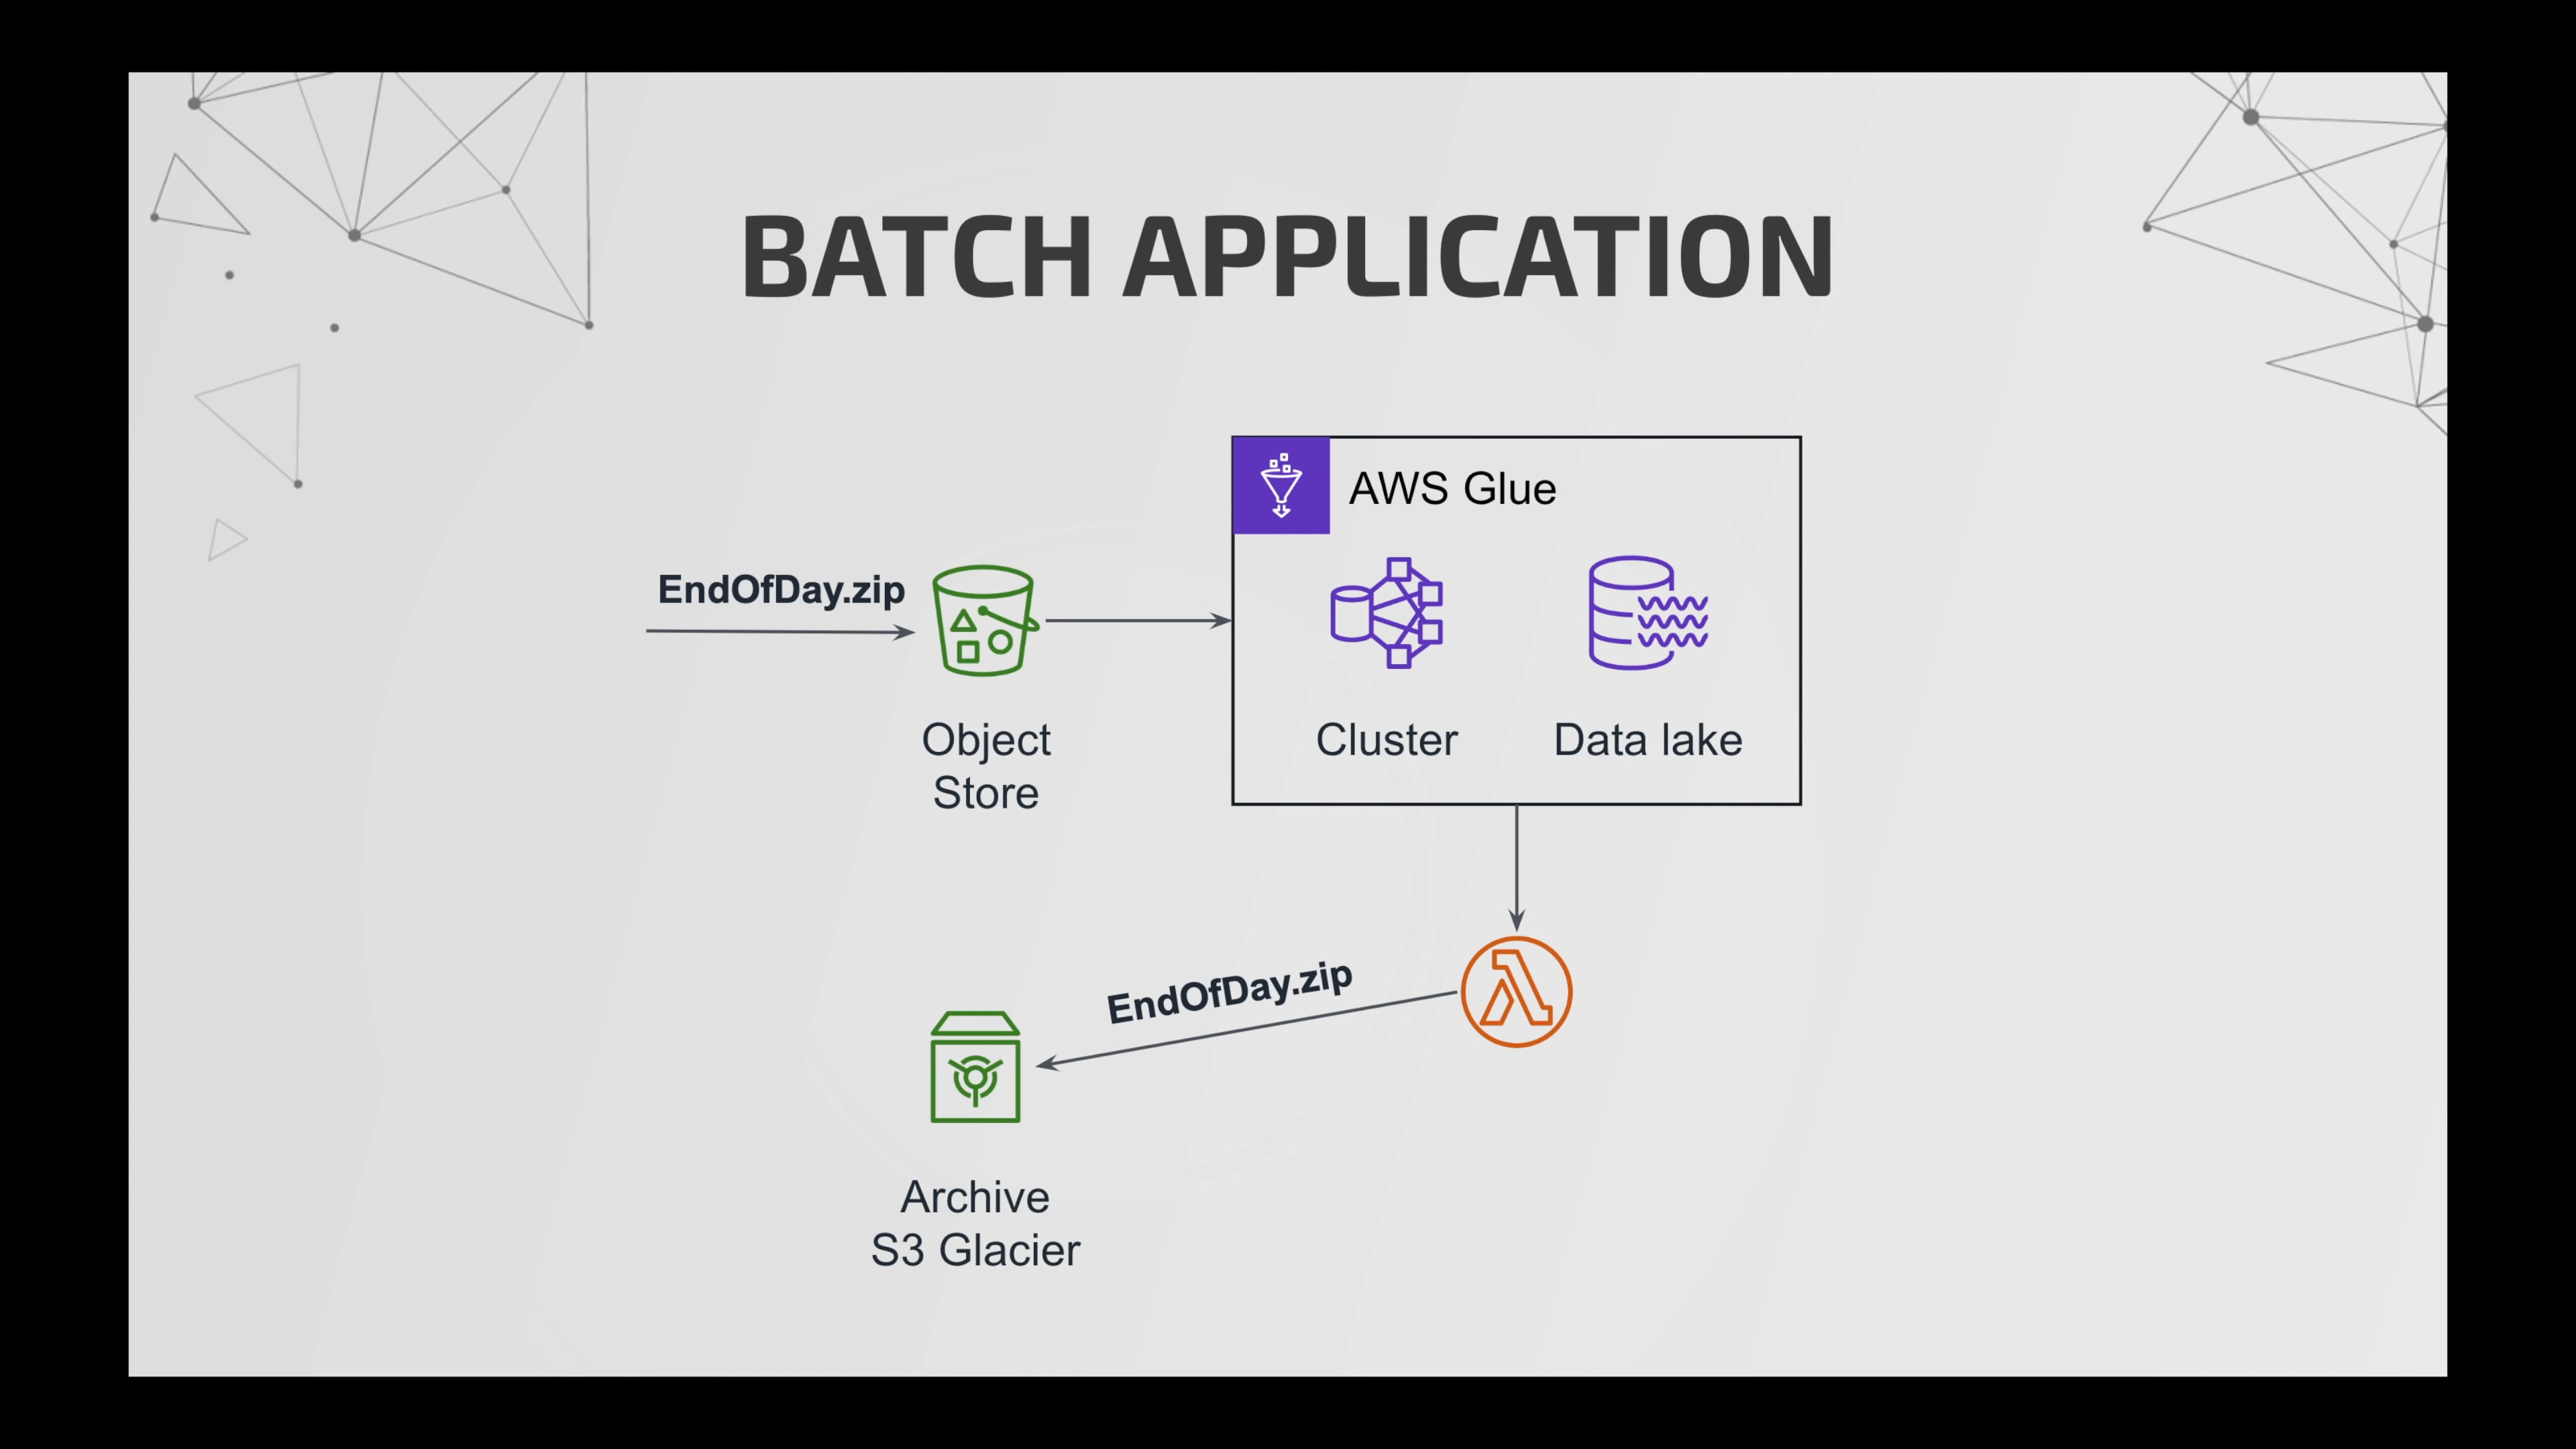 BATCH APPLICATION
AWS Glue
EndOfDay.zip
Object
Store
Cluster
Data lake
EndOfDay.zip
Archive
S3 Glacier